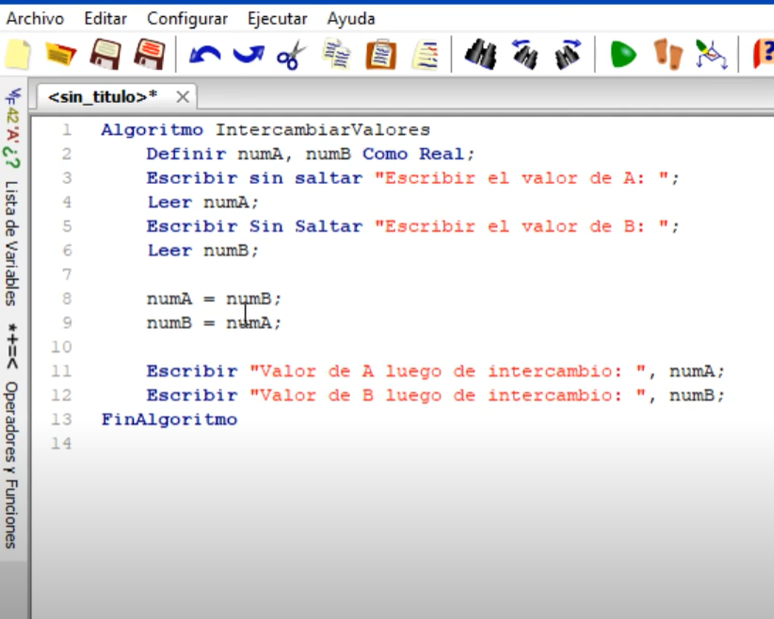 Archivo Editar Configurar Ejecutar Ayuda
<sin_titulo>*
1 Algoritmo IntercambiarValores
2 Definir numA, numB Como Real;
3 Escribir sin saltar "Escribir el valor de A: ";
4 Leer numA;
5 Escribir Sin Saltar "Escribir el valor de B: ";
6 Leer numB;
7
8 numA = numB;
9 numB = numA;
10
11 Escribir "Valor de A luego de intercambio: ", numA;
12 Escribir "Valor de B luego de intercambio: ", numB;
13 FinAlgoritmo
14
42 'A' ¿? Lista de Variables
*+=< Operadores y Funciones